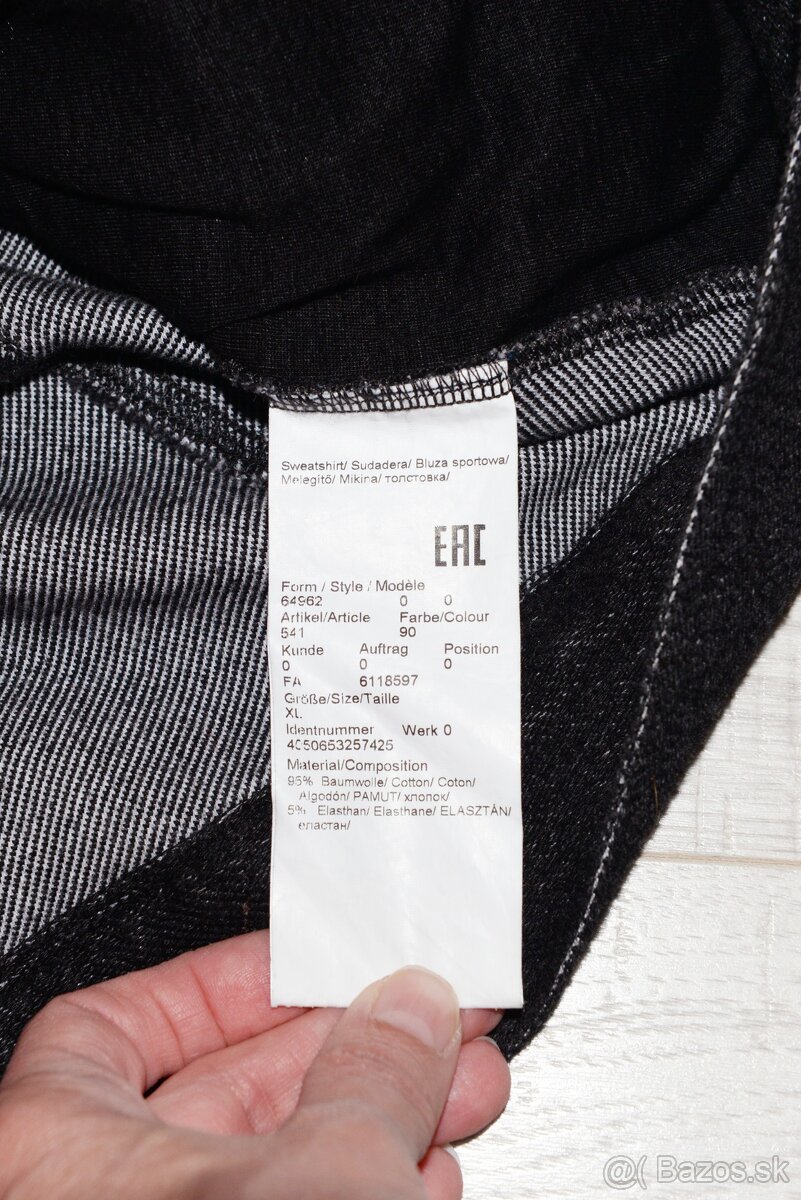 Sweatshirt/ Sudadera/ Bluza sportowa/
Melegítő/ Mikina/ толстовка/
EAC
Form / Style / Modèle
64962 0 0
Artikel/Article Farbe/Colour
541 90
Kunde Auftrag Position
0 0 0
FA 6118597
Größe/Size/Taille
XL
Identnummer Werk 0
4050653257425
Material/Composition
95% Baumwolle/ Cotton/ Coton/
Algodón/ PAMUT/ хлопок/
5% Elasthan/ Elasthane/ ELASZTÁN/
еластан/
@( Bazos.sk